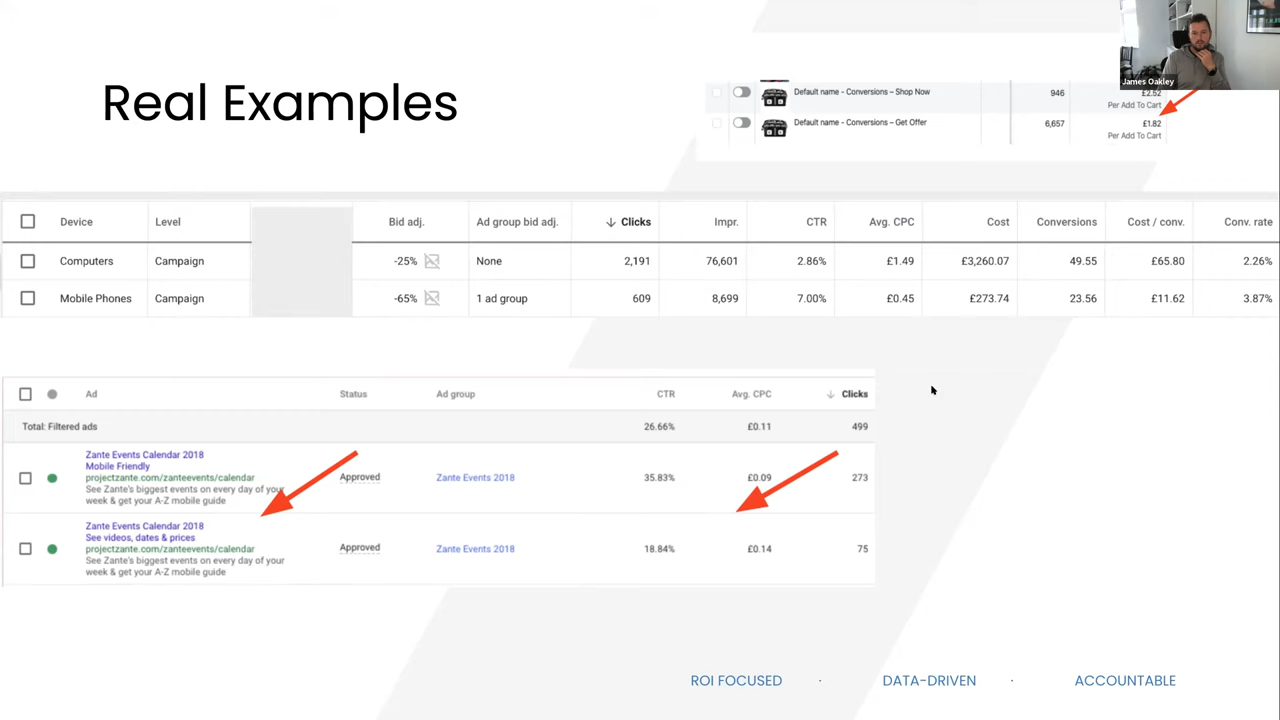 James Oakley
Real Examples
Default name - Conversions – Shop Now 946 £2.52
Per Add To Cart
Default name - Conversions – Get Offer 6,657 £1.82
Per Add To Cart
Device Level Bid adj. Ad group bid adj. ↓ Clicks Impr. CTR Avg. CPC Cost Conversions Cost / conv. Conv. rate
Computers Campaign -25% None 2,191 76,601 2.86% £1.49 £3,260.07 49.55 £65.80 2.26%
Mobile Phones Campaign -65% 1 ad group 609 8,699 7.00% £0.45 £273.74 23.56 £11.62 3.87%
Ad Status Ad group CTR Avg. CPC ↓ Clicks
Total: Filtered ads 26.66% £0.11 499
Zante Events Calendar 2018
Mobile Friendly
projectzante.com/zanteevents/calendar Approved Zante Events 2018 35.83% £0.09 273
See Zante's biggest events on every day of your
week & get your A-Z mobile guide
Zante Events Calendar 2018
See videos, dates & prices
projectzante.com/zanteevents/calendar Approved Zante Events 2018 18.84% £0.14 75
See Zante's biggest events on every day of your
week & get your A-Z mobile guide
ROI FOCUSED · DATA-DRIVEN · ACCOUNTABLE